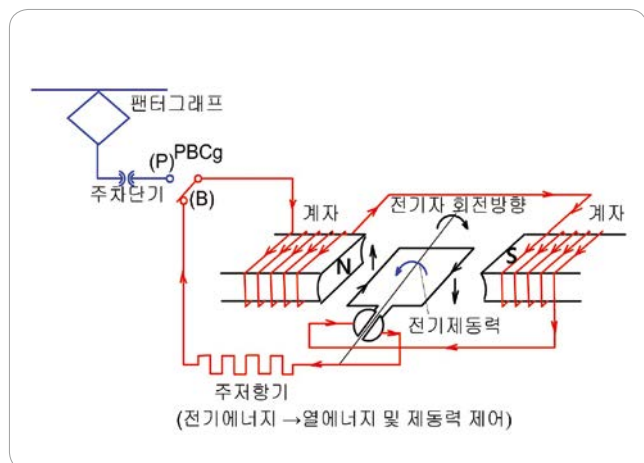 팬터그래프
(P) PBCg
주차단기
(B)
계자
전기자 회전방향
계자
N
S
전기제동력
주저항기
(전기에너지 →열에너지 및 제동력 제어)